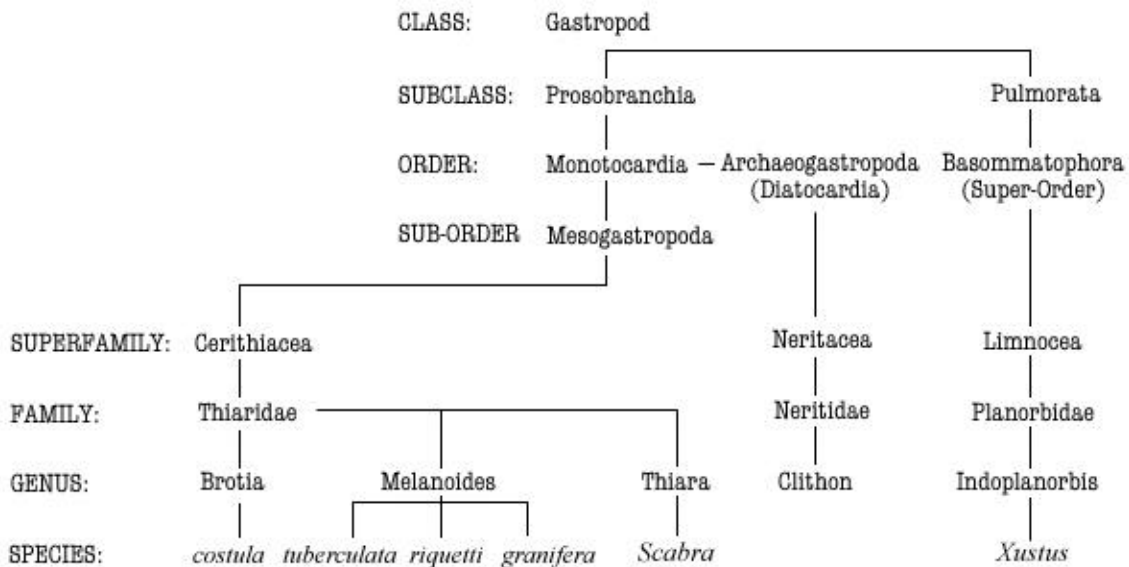 CLASS: Gastropod
SUBCLASS: Prosobranchia Pulmorata
ORDER: Monotocardia – Archaeogastropoda Basommatophora
(Diatocardia) (Super-Order)
SUB-ORDER Mesogastropoda
SUPERFAMILY: Cerithiacea Neritacea Limnocea
FAMILY: Thiaridae Neritidae Planorbidae
GENUS: Brotia Melanoides Thiara Clithon Indoplanorbis
SPECIES: costula tuberculata riquetti granifera Scabra Xustus